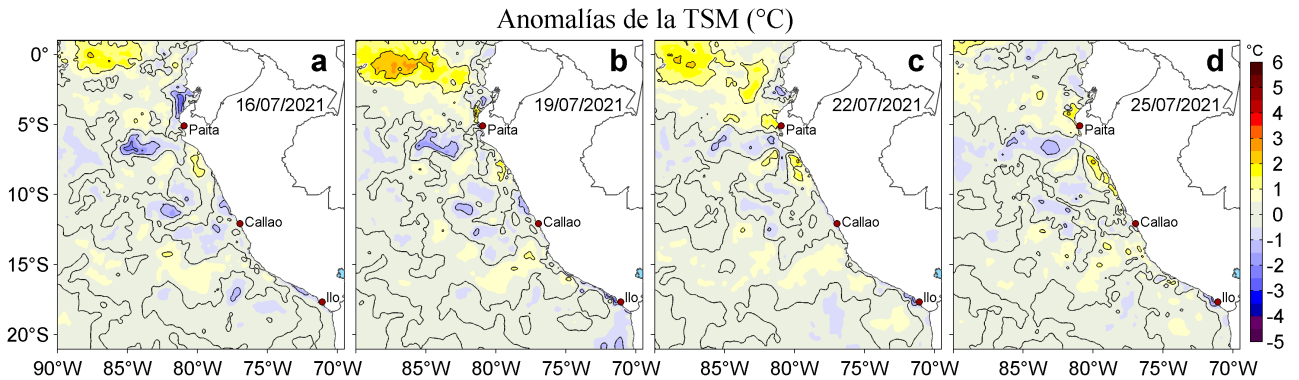 Anomalías de la TSM (°C)
a
b
c
d
16/07/2021
19/07/2021
22/07/2021
25/07/2021
Paita
Paita
Paita
Paita
Callao
Callao
Callao
Callao
Ilo
Ilo
Ilo
Ilo
0°
5°S
10°S
15°S
20°S
90°W 85°W 80°W 75°W 70°W
85°W 80°W 75°W 70°W
85°W 80°W 75°W 70°W
85°W 80°W 75°W 70°W
°C
6
5
4
3
2
1
0
-1
-2
-3
-4
-5